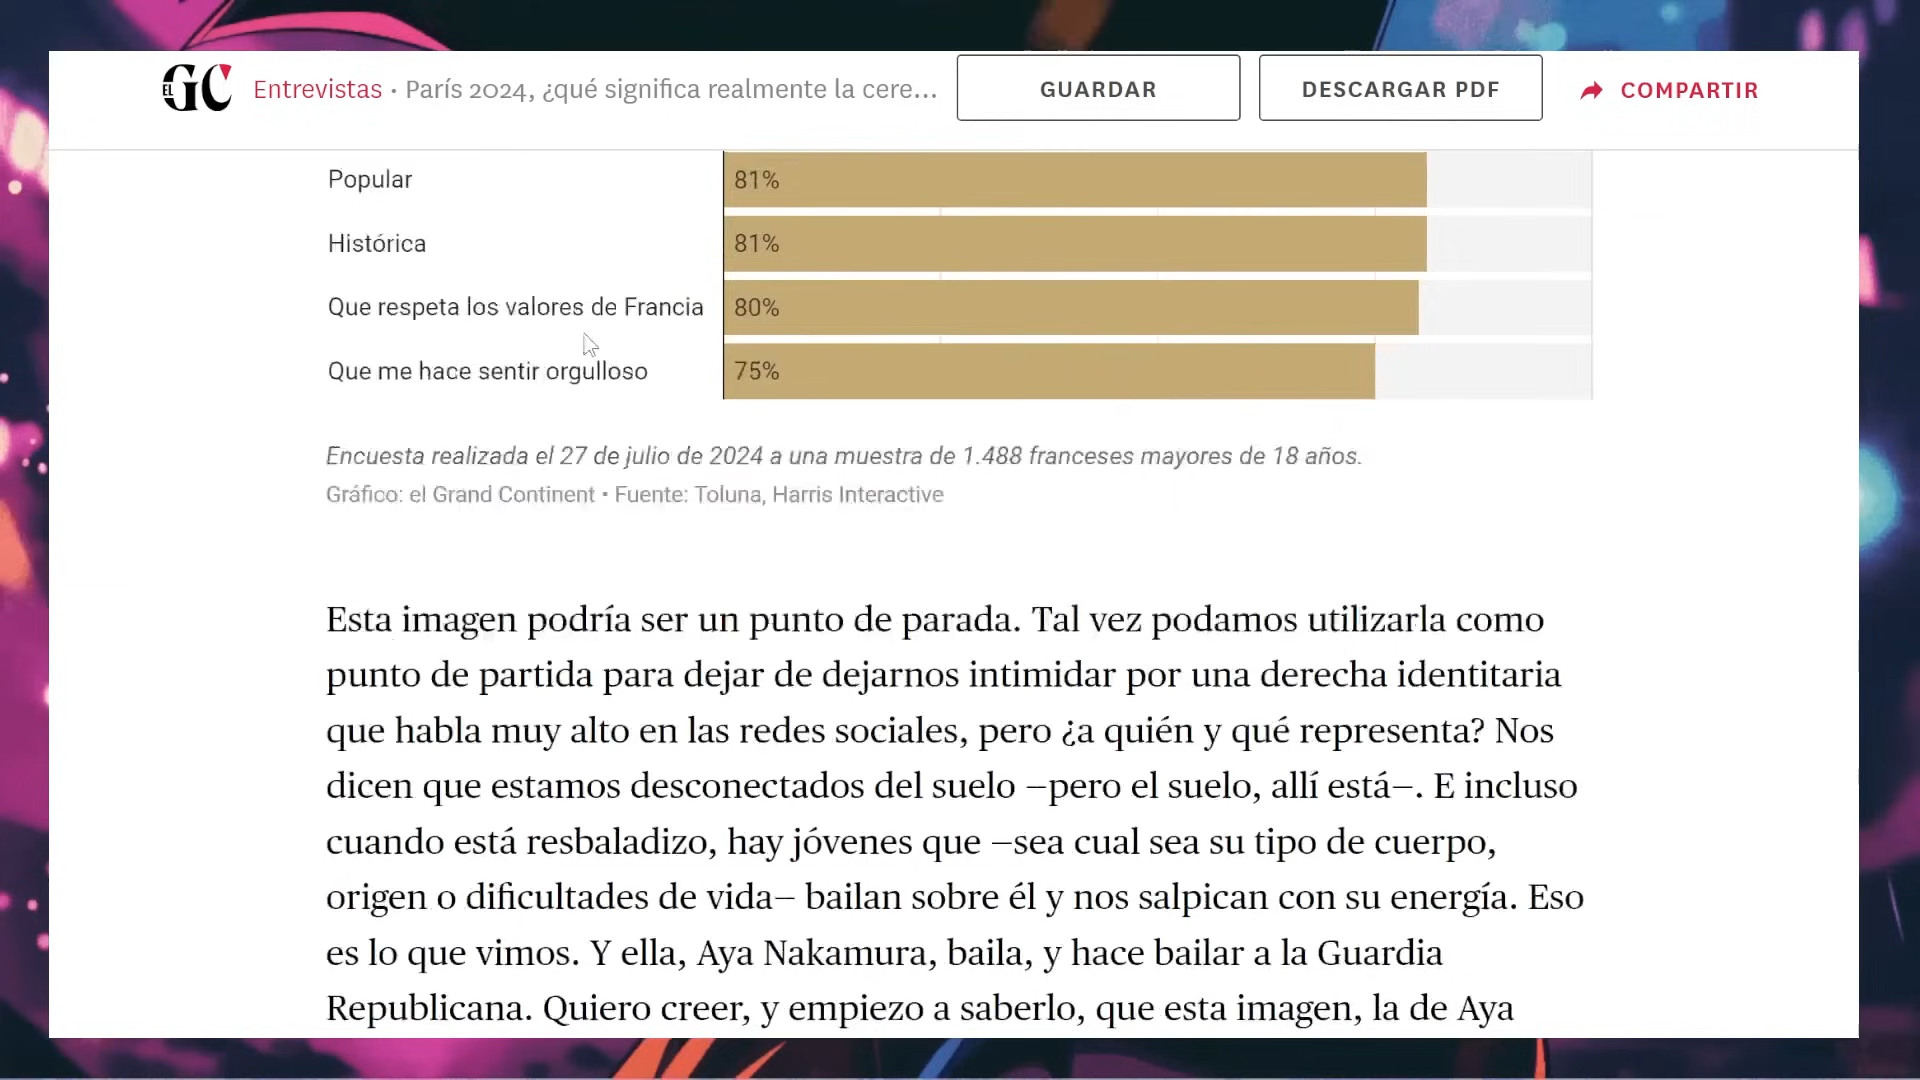 EL GC Entrevistas · París 2024, ¿qué significa realmente la cere... GUARDAR DESCARGAR PDF COMPARTIR
Popular 81%
Histórica 81%
Que respeta los valores de Francia 80%
Que me hace sentir orgulloso 75%
Encuesta realizada el 27 de julio de 2024 a una muestra de 1.488 franceses mayores de 18 años.
Gráfico: el Grand Continent • Fuente: Toluna, Harris Interactive
Esta imagen podría ser un punto de parada. Tal vez podamos utilizarla como
punto de partida para dejar de dejarnos intimidar por una derecha identitaria
que habla muy alto en las redes sociales, pero ¿a quién y qué representa? Nos
dicen que estamos desconectados del suelo —pero el suelo, allí está—. E incluso
cuando está resbaladizo, hay jóvenes que —sea cual sea su tipo de cuerpo,
origen o dificultades de vida— bailan sobre él y nos salpican con su energía. Eso
es lo que vimos. Y ella, Aya Nakamura, baila, y hace bailar a la Guardia
Republicana. Quiero creer, y empiezo a saberlo, que esta imagen, la de Aya